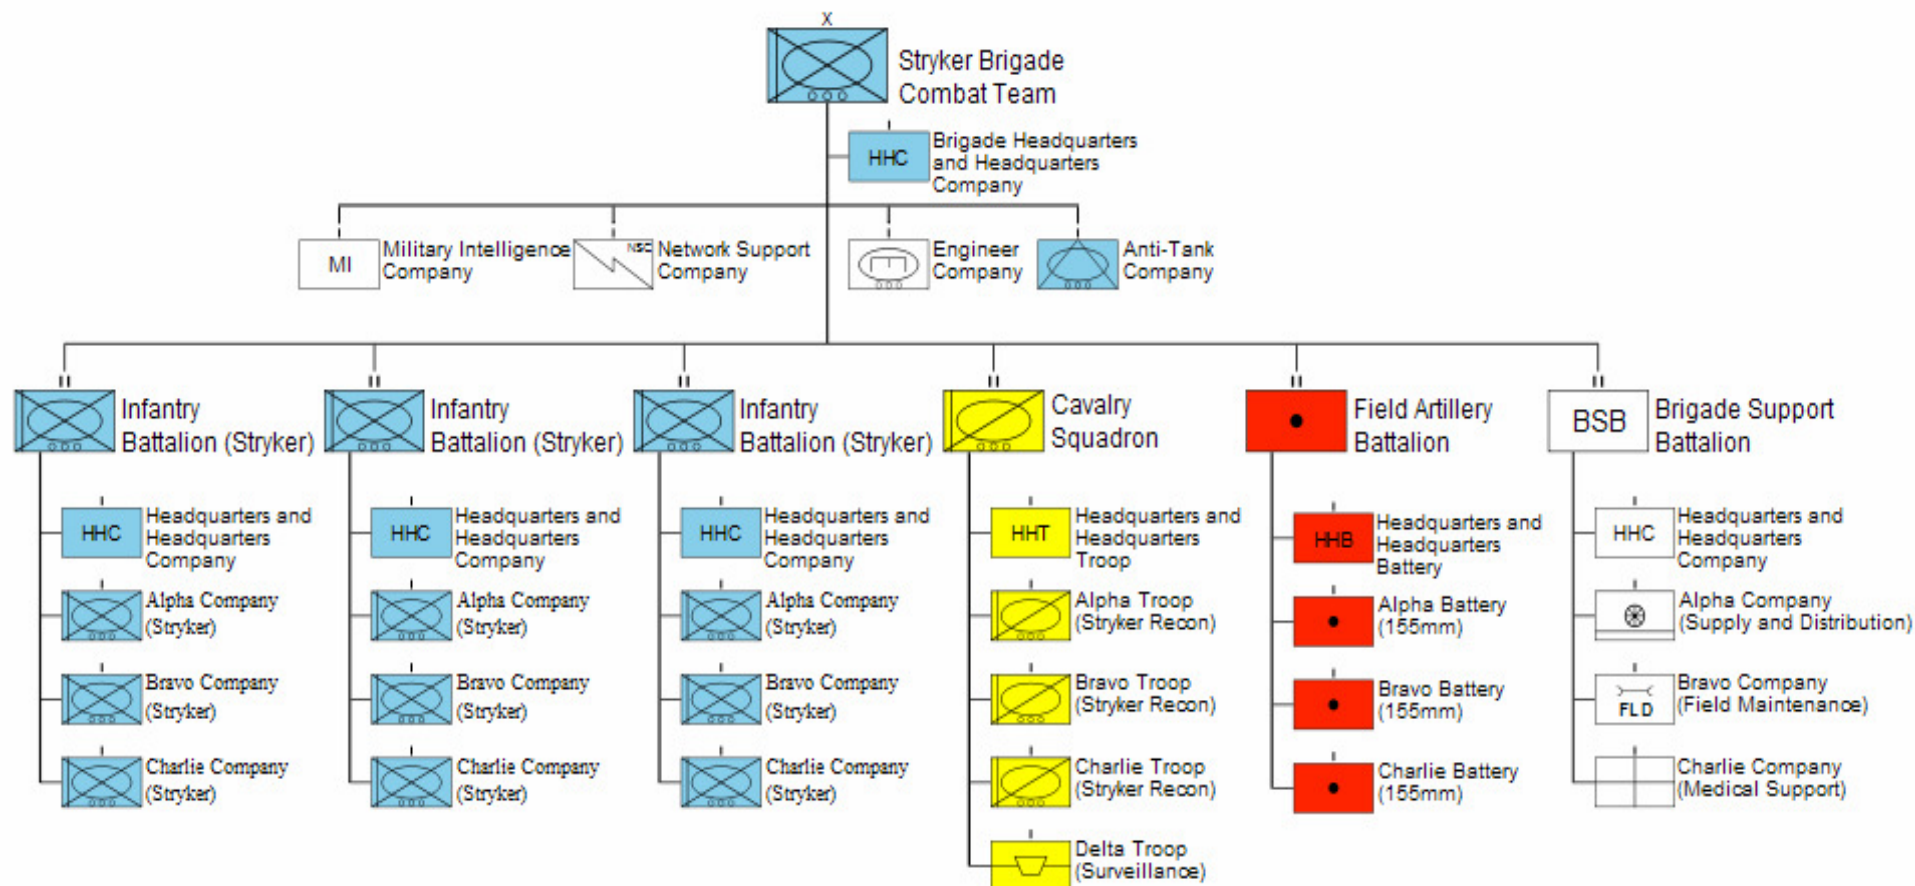 X
Stryker Brigade
Combat Team
HHC
Brigade Headquarters
and Headquarters
Company
MI
Military Intelligence
Company
NSC
Network Support
Company
Engineer
Company
Anti-Tank
Company
Infantry
Battalion (Stryker)
HHC
Headquarters and
Headquarters
Company
Alpha Company
(Stryker)
Bravo Company
(Stryker)
Charlie Company
(Stryker)
Infantry
Battalion (Stryker)
HHC
Headquarters and
Headquarters
Company
Alpha Company
(Stryker)
Bravo Company
(Stryker)
Charlie Company
(Stryker)
Infantry
Battalion (Stryker)
HHC
Headquarters and
Headquarters
Company
Alpha Company
(Stryker)
Bravo Company
(Stryker)
Charlie Company
(Stryker)
Cavalry
Squadron
HHT
Headquarters and
Headquarters
Troop
Alpha Troop
(Stryker Recon)
Bravo Troop
(Stryker Recon)
Charlie Troop
(Stryker Recon)
Delta Troop
(Surveillance)
Field Artillery
Battalion
HHB
Headquarters and
Headquarters
Battery
Alpha Battery
(155mm)
Bravo Battery
(155mm)
Charlie Battery
(155mm)
BSB
Brigade Support
Battalion
HHC
Headquarters and
Headquarters
Company
Alpha Company
(Supply and Distribution)
FLD
Bravo Company
(Field Maintenance)
Charlie Company
(Medical Support)